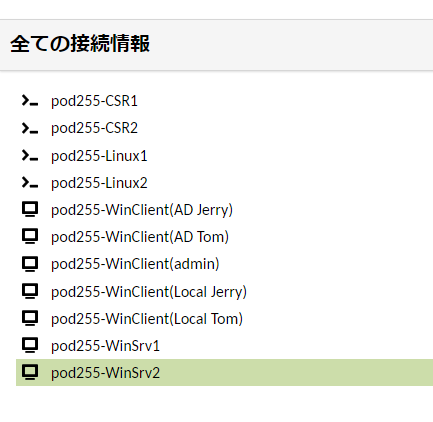 全ての接続情報
pod255-CSR1
pod255-CSR2
pod255-Linux1
pod255-Linux2
pod255-WinClient(AD Jerry)
pod255-WinClient(AD Tom)
pod255-WinClient(admin)
pod255-WinClient(Local Jerry)
pod255-WinClient(Local Tom)
pod255-WinSrv1
pod255-WinSrv2